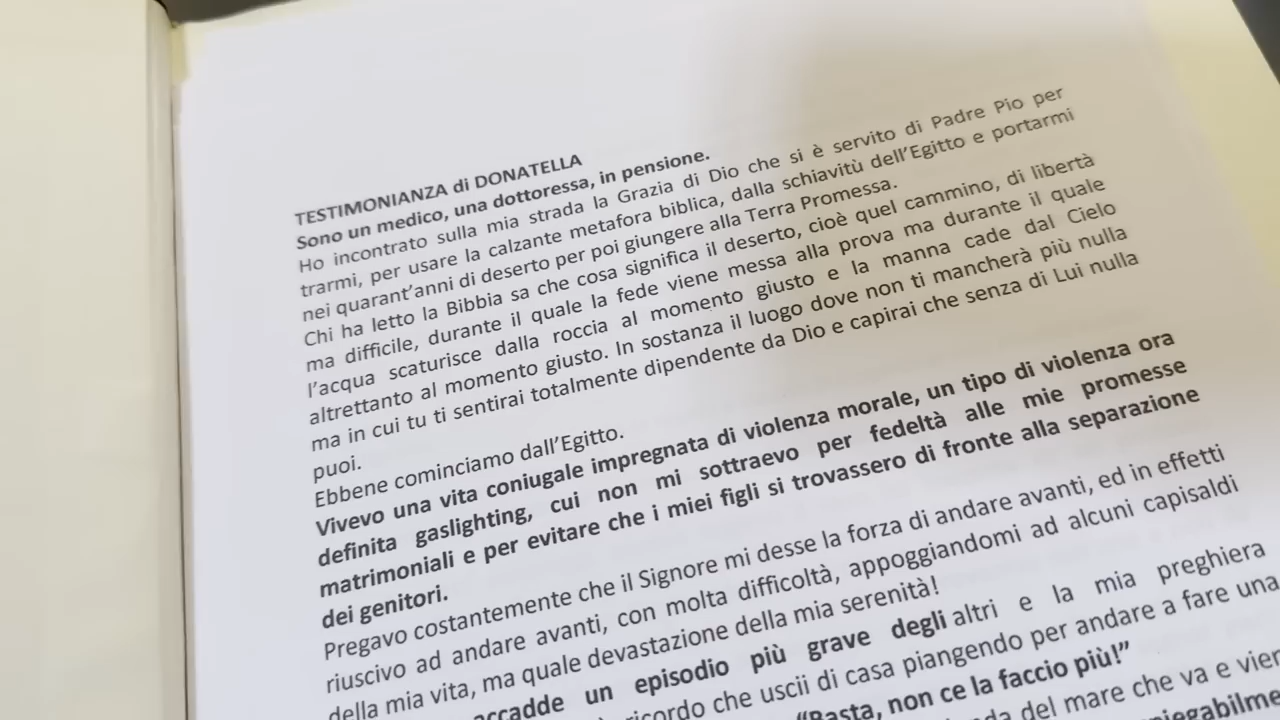 TESTIMONIANZA di DONATELLA
Sono un medico, una dottoressa, in pensione.
Ho incontrato sulla mia strada la Grazia di Dio che si è servito di Padre Pio per
trarmi, per usare la calzante metafora biblica, dalla schiavitù dell'Egitto e portarmi
nei quarant'anni di deserto per poi giungere alla Terra Promessa.
Chi ha letto la Bibbia sa che cosa significa il deserto, cioè quel cammino, di libertà
ma difficile, durante il quale la fede viene messa alla prova ma durante il quale
l'acqua scaturisce dalla roccia al momento giusto e la manna cade dal Cielo
altrettanto al momento giusto. In sostanza il luogo dove non ti mancherà più nulla
ma in cui tu ti sentirai totalmente dipendente da Dio e capirai che senza di Lui nulla
puoi.
Ebbene cominciamo dall'Egitto.
Vivevo una vita coniugale impregnata di violenza morale, un tipo di violenza ora
definita gaslighting, cui non mi sottraevo per fedeltà alle mie promesse
matrimoniali e per evitare che i miei figli si trovassero di fronte alla separazione
dei genitori.
Pregavo costantemente che il Signore mi desse la forza di andare avanti, ed in effetti
riuscivo ad andare avanti, con molta difficoltà, appoggiandomi ad alcuni capisaldi
della mia vita, ma quale devastazione della mia serenità!
accadde un episodio più grave degli altri e la mia preghiera
ricordo che uscii di casa piangendo per andare a fare una
“Basta, non ce la faccio più!”
del mare che va e